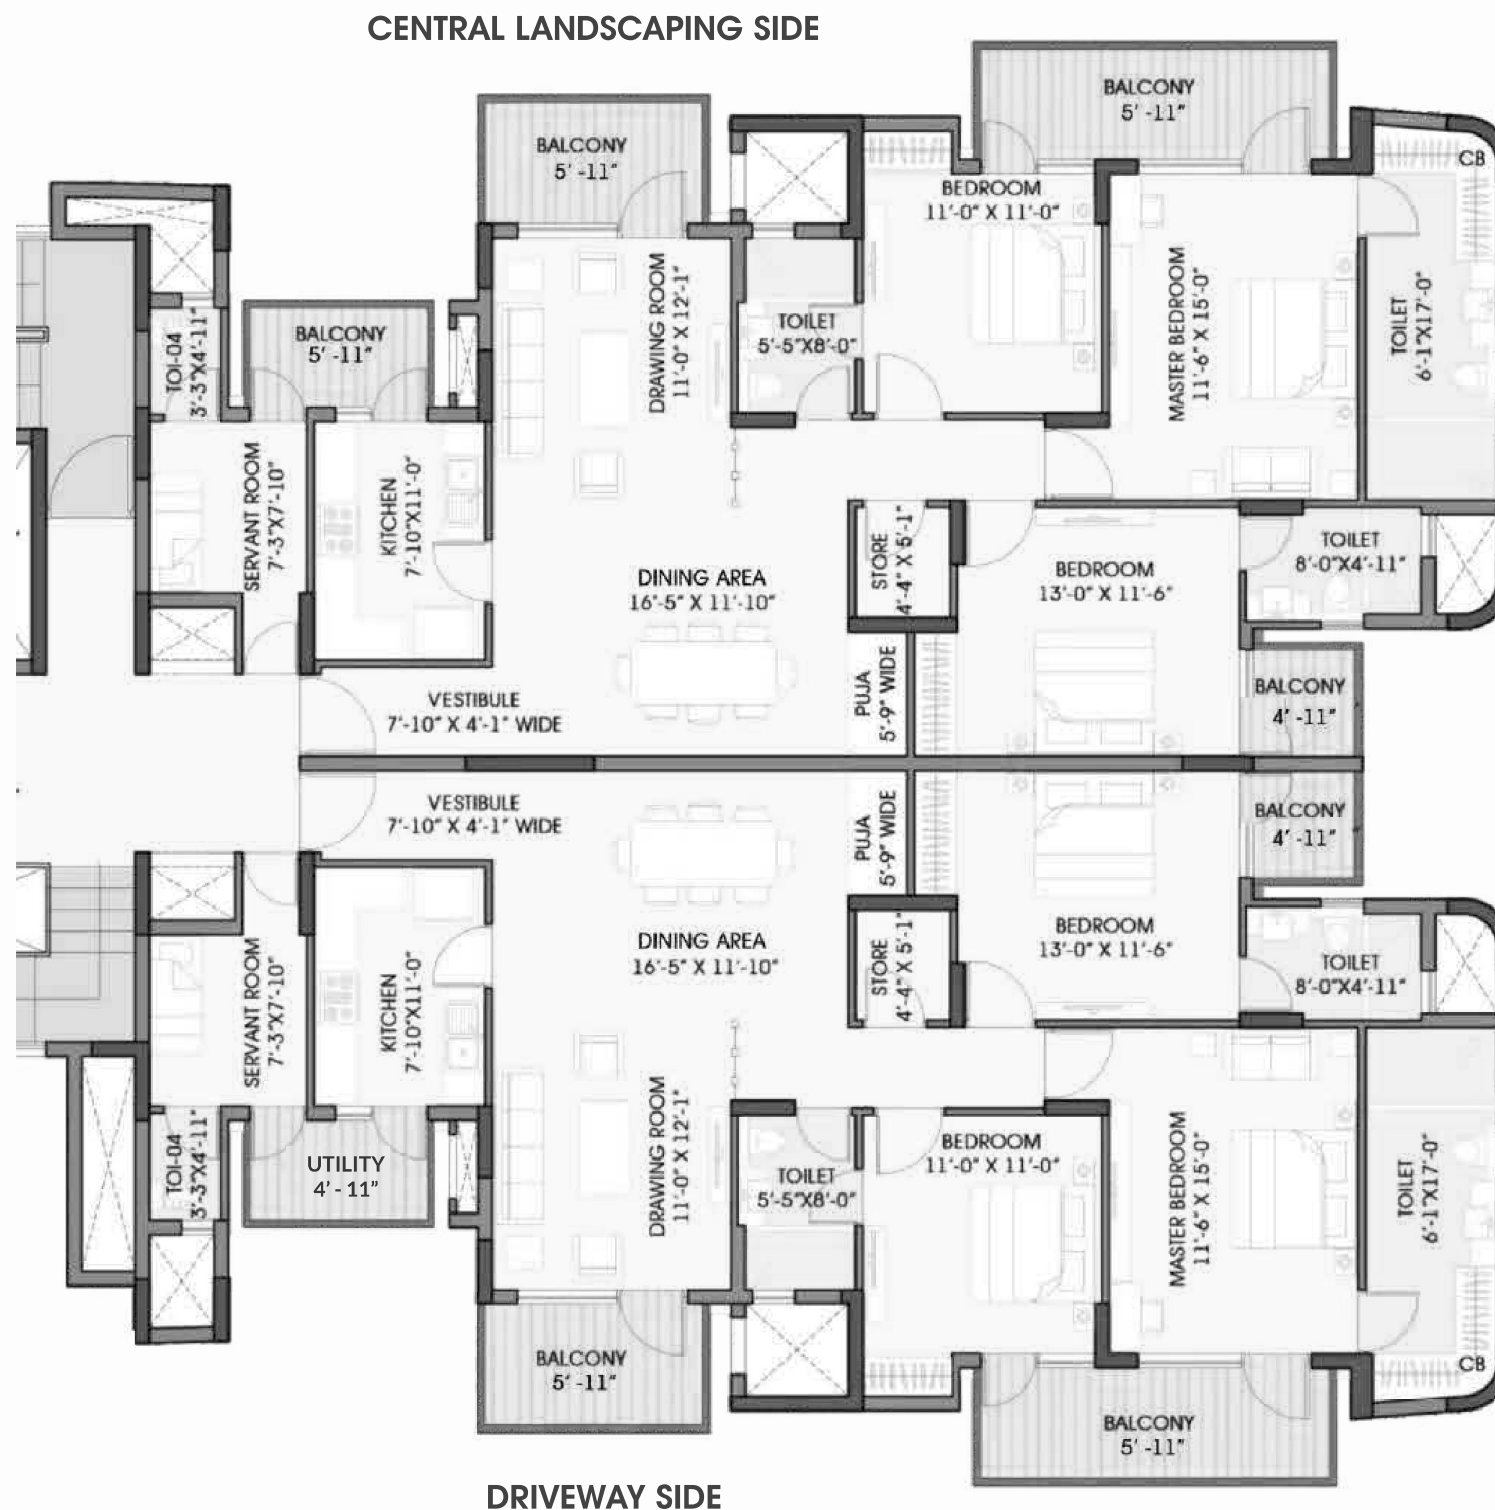 CENTRAL LANDSCAPING SIDE
BALCONY
5' -11"
BALCONY
5' -11"
CB
BEDROOM
11'-0" X 11'-0"
DRAWING ROOM
11'-0" X 12'-1"
MASTER BEDROOM
11'-6" X 15'-0"
TOILET
6'-1"X17'-0"
TOI-04
3'-3"X4'-11"
BALCONY
5' -11"
TOILET
5'-5"X8'-0"
SERVANT ROOM
7'-3"X7'-10"
KITCHEN
7'-10"X11'-0"
STORE
4'-4" X 5'-1"
TOILET
8'-0"X4'-11"
DINING AREA
16'-5" X 11'-10"
BEDROOM
13'-0" X 11'-6"
PUJA
5'-9" WIDE
BALCONY
4' -11"
VESTIBULE
7'-10" X 4'-1" WIDE
VESTIBULE
7'-10" X 4'-1" WIDE
PUJA
5'-9" WIDE
BALCONY
4' -11"
DINING AREA
16'-5" X 11'-10"
STORE
4'-4" X 5'-1"
BEDROOM
13'-0" X 11'-6"
TOILET
8'-0"X4'-11"
SERVANT ROOM
7'-3"X7'-10"
KITCHEN
7'-10"X11'-0"
TOI-04
3'-3"X4'-11"
UTILITY
4' - 11"
DRAWING ROOM
11'-0" X 12'-1"
TOILET
5'-5"X8'-0"
BEDROOM
11'-0" X 11'-0"
MASTER BEDROOM
11'-6" X 15'-0"
TOILET
6'-1"X17'-0"
BALCONY
5' -11"
CB
BALCONY
5' -11"
DRIVEWAY SIDE